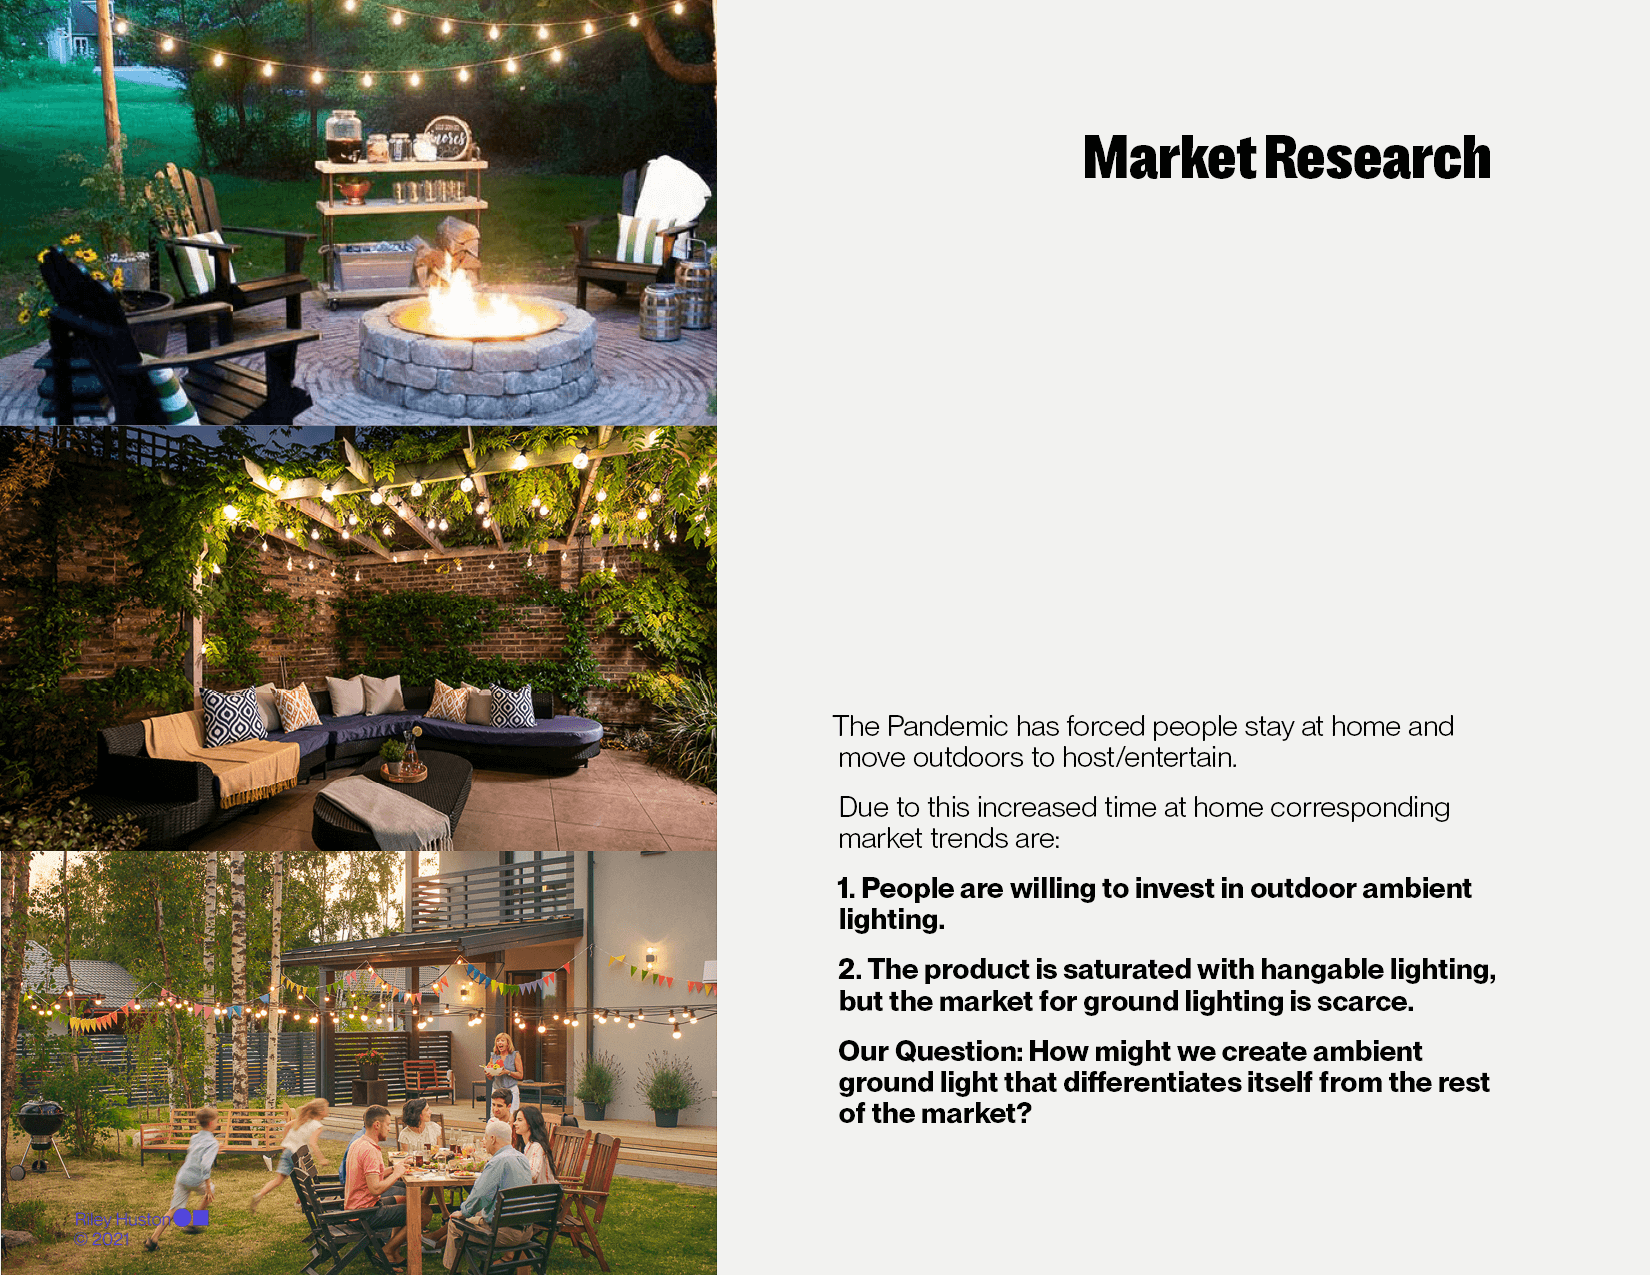 mores
Market Research
The Pandemic has forced people stay at home and
move outdoors to host/entertain.
Due to this increased time at home corresponding
market trends are:
1. People are willing to invest in outdoor ambient
lighting.
2. The product is saturated with hangable lighting,
but the market for ground lighting is scarce.
Our Question: How might we create ambient
ground light that differentiates itself from the rest
of the market?
Riley Huston
© 2021